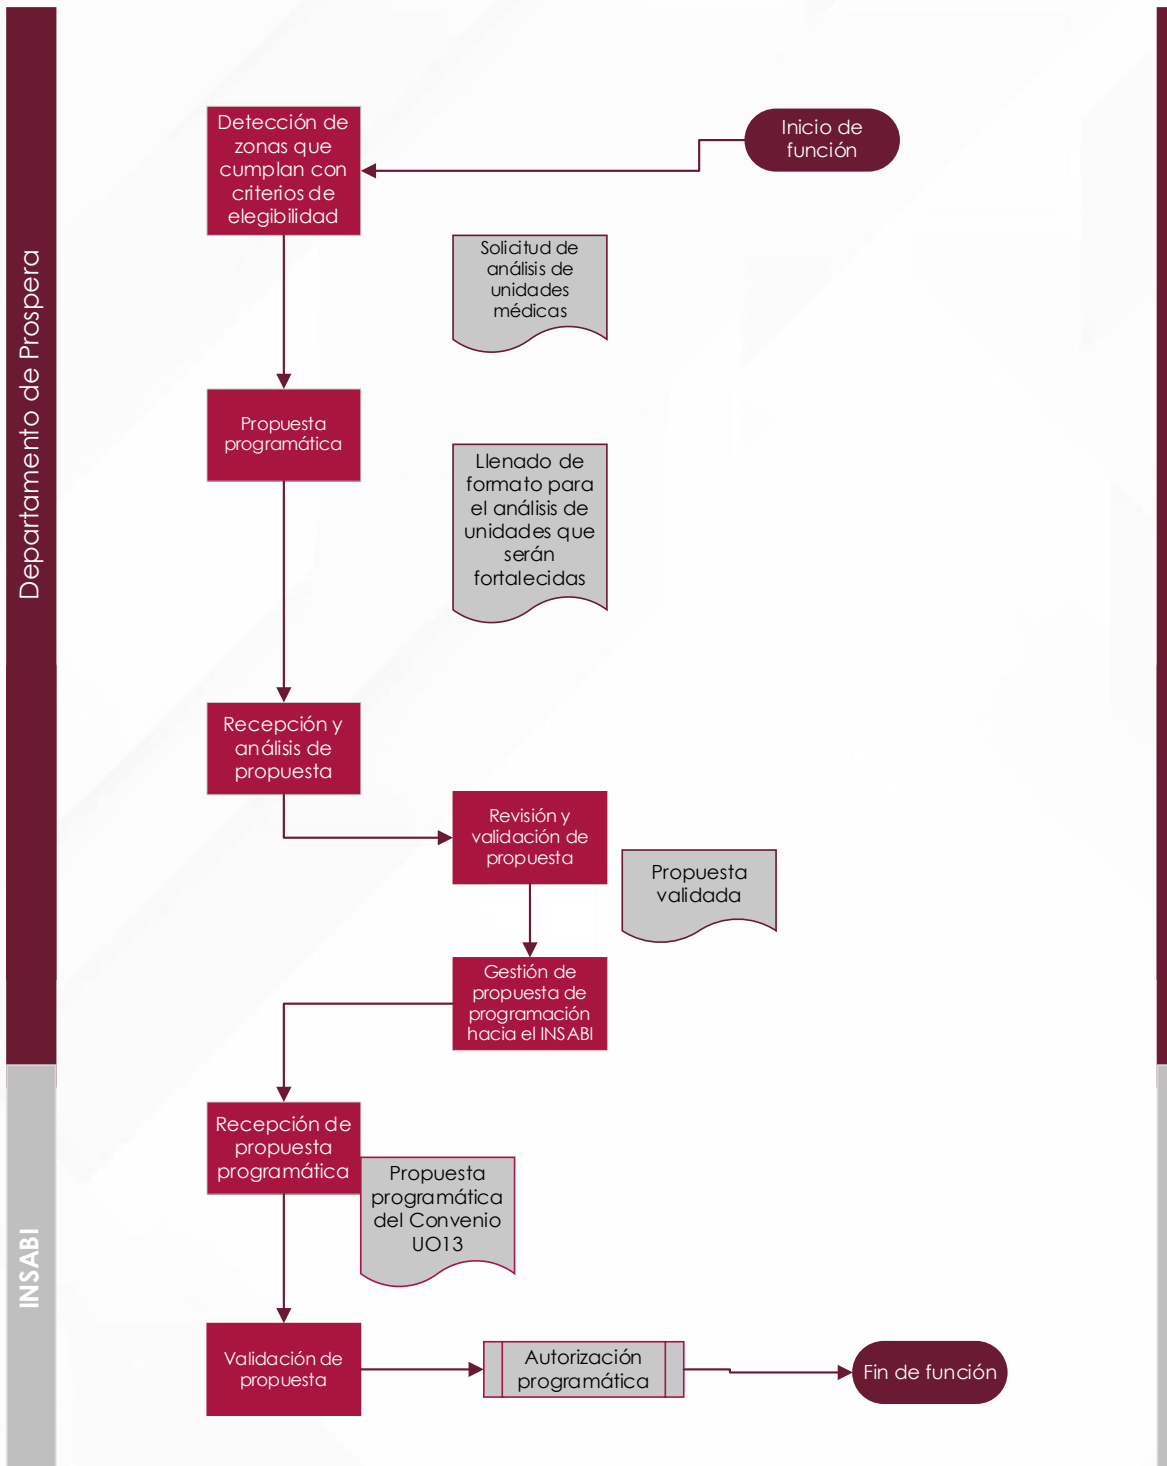 Departamento de Prospera
Inicio de
función
Detección de
zonas que
cumplan con
criterios de
elegibilidad
Solicitud de
análisis de
unidades
médicas
Propuesta
programática
Llenado de
formato para
el análisis de
unidades que
serán
fortalecidas
Recepción y
análisis de
propuesta
Revisión y
validación de
propuesta
Propuesta
validada
Gestión de
propuesta de
programación
hacia el INSABI
INSABI
Recepción de
propuesta
programática
Propuesta
programática
del Convenio
UO13
Validación de
propuesta
Autorización
programática
Fin de función